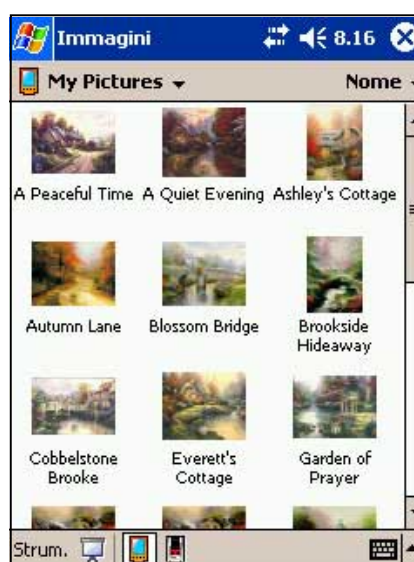 Immagini 8.16
My Pictures Nome
A Peaceful Time A Quiet Evening Ashley's Cottage
Autumn Lane Blossom Bridge Brookside
Hideaway
Cobbelstone
Brooke
Everett's
Cottage
Garden of
Prayer
Strum.